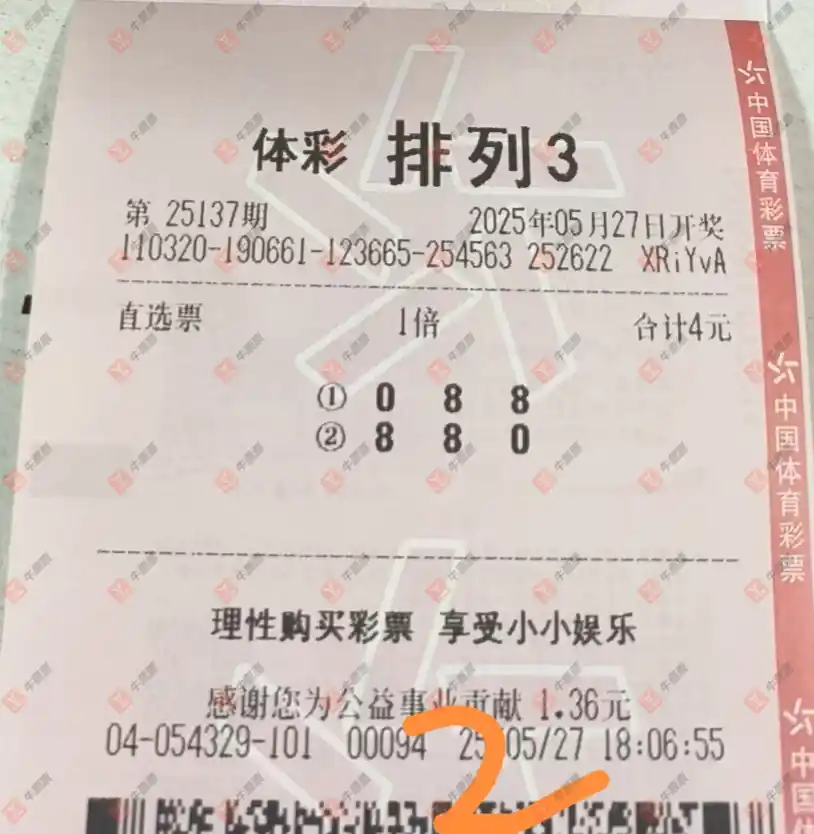 体彩 排列3
第 25137期 2025年05月27日开奖
110320-190661-123665-254563 252622 XRiYvA
直选票 1倍 合计4元
① 0 8 8
② 8 8 0
理性购买彩票 享受小小娱乐
感谢您为公益事业贡献 1.36元
04-054329-101 00094 25 05/27 18:06:55
2
中国体育彩票
中国体育彩票
中国